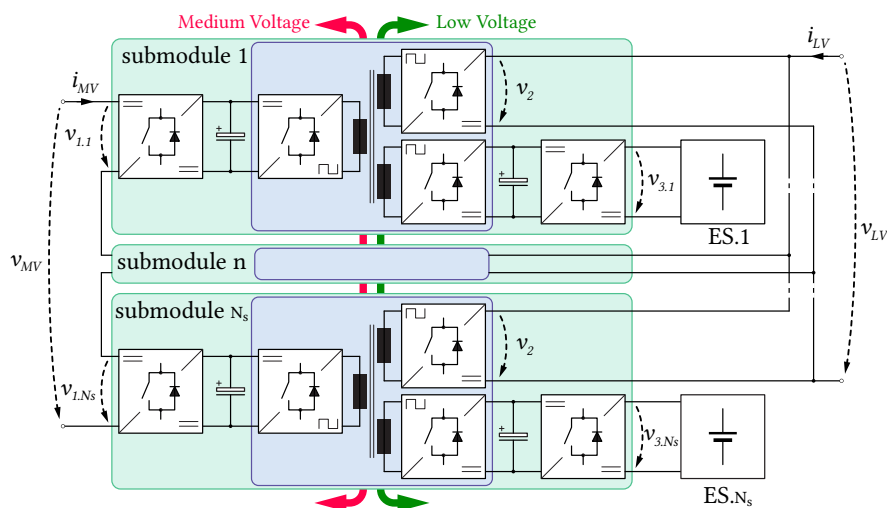 Medium Voltage
Low Voltage
submodule 1
i_MV
i_LV
v_1.1
v_2
+
+
v_3.1
ES.1
v_MV
v_LV
submodule n
submodule N_s
v_2
v_1.Ns
+
+
v_3.Ns
ES.N_s